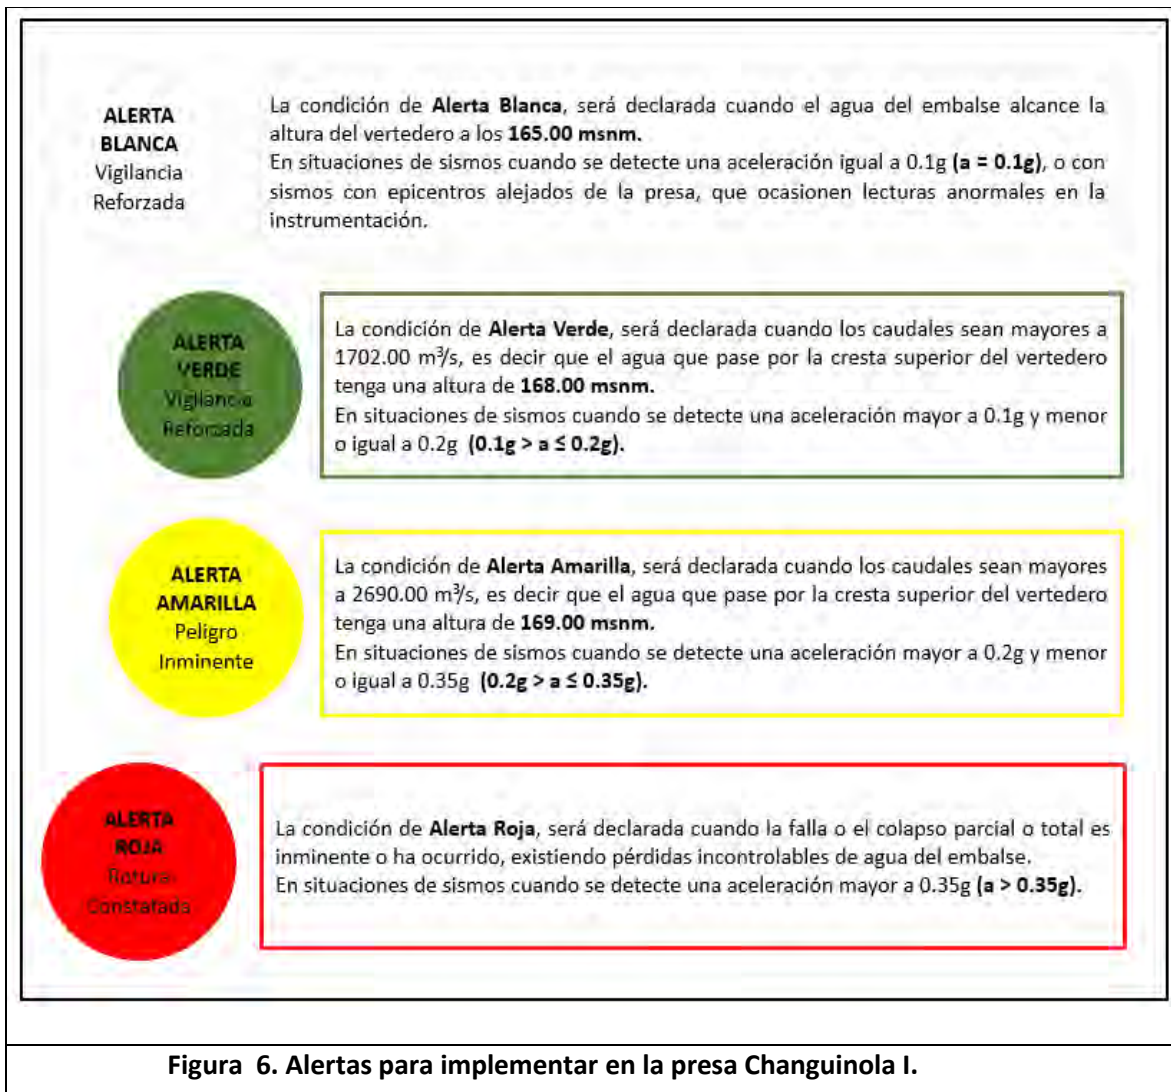 ALERTA
BLANCA
Vigilancia
Reforzada
La condición de Alerta Blanca, será declarada cuando el agua del embalse alcance la
altura del vertedero a los 165.00 msnm.
En situaciones de sismos cuando se detecte una aceleración igual a 0.1g (a = 0.1g), o con
sismos con epicentros alejados de la presa, que ocasionen lecturas anormales en la
instrumentación.
ALERTA
VERDE
Vigilancia
Reforzada
La condición de Alerta Verde, será declarada cuando los caudales sean mayores a
1702.00 m³/s, es decir que el agua que pase por la cresta superior del vertedero
tenga una altura de 168.00 msnm.
En situaciones de sismos cuando se detecte una aceleración mayor a 0.1g y menor
o igual a 0.2g (0.1g > a ≤ 0.2g).
ALERTA
AMARILLA
Peligro
Inminente
La condición de Alerta Amarilla, será declarada cuando los caudales sean mayores
a 2690.00 m³/s, es decir que el agua que pase por la cresta superior del vertedero
tenga una altura de 169.00 msnm.
En situaciones de sismos cuando se detecte una aceleración mayor a 0.2g y menor
o igual a 0.35g (0.2g > a ≤ 0.35g).
ALERTA
ROJA
Rotura
Constatada
La condición de Alerta Roja, será declarada cuando la falla o el colapso parcial o total es
inminente o ha ocurrido, existiendo pérdidas incontrolables de agua del embalse.
En situaciones de sismos cuando se detecte una aceleración mayor a 0.35g (a > 0.35g).
Figura 6. Alertas para implementar en la presa Changuinola I.